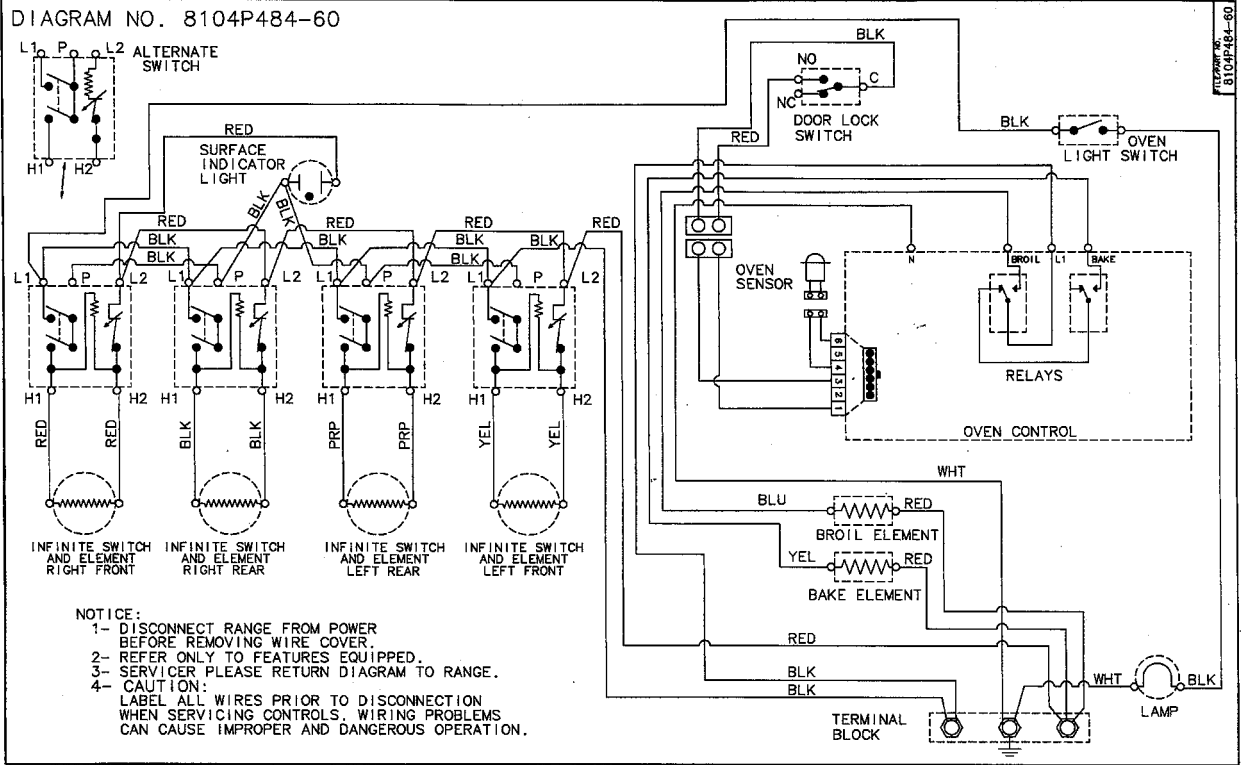 DIAGRAM NO. 8104P484-60
8104P484-60
L1 P L2 ALTERNATE
SWITCH
H1 H2
RED
SURFACE
INDICATOR
LIGHT
BLK
BLK
RED
BLK
BLK
RED
BLK
BLK
RED
BLK
RED
BLK
RED
L1 P L2
L1 P L2
L1 P L2
L1 P L2
H1 H2
H1 H2
H1 H2
H1 H2
RED RED
BLK BLK
PRP PRP
YEL YEL
INFINITE SWITCH
AND ELEMENT
RIGHT FRONT
INFINITE SWITCH
AND ELEMENT
RIGHT REAR
INFINITE SWITCH
AND ELEMENT
LEFT REAR
INFINITE SWITCH
AND ELEMENT
LEFT FRONT
BLK
NO
C
NC
DOOR LOCK
SWITCH
RED
BLK
OVEN
LIGHT SWITCH
OVEN
SENSOR
N BROIL L1 BAKE
RELAYS
6
5
4
3
2
1
OVEN CONTROL
WHT
BLU RED
BROIL ELEMENT
YEL RED
BAKE ELEMENT
RED
BLK
BLK
TERMINAL
BLOCK
WHT BLK
LAMP
NOTICE:
1- DISCONNECT RANGE FROM POWER
BEFORE REMOVING WIRE COVER.
2- REFER ONLY TO FEATURES EQUIPPED.
3- SERVICER PLEASE RETURN DIAGRAM TO RANGE.
4- CAUTION:
LABEL ALL WIRES PRIOR TO DISCONNECTION
WHEN SERVICING CONTROLS. WIRING PROBLEMS
CAN CAUSE IMPROPER AND DANGEROUS OPERATION.